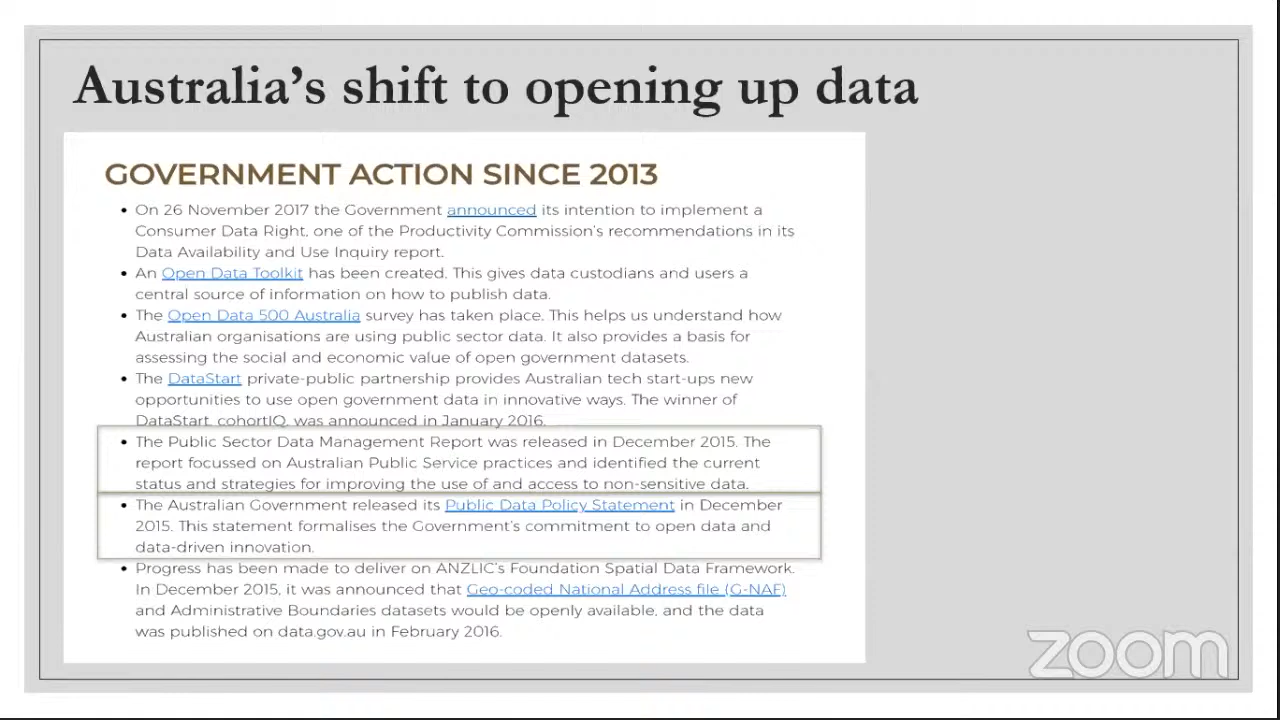 Australia's shift to opening up data
GOVERNMENT ACTION SINCE 2013
• On 26 November 2017 the Government announced its intention to implement a
Consumer Data Right, one of the Productivity Commission's recommendations in its
Data Availability and Use Inquiry report.
• An Open Data Toolkit has been created. This gives data custodians and users a
central source of information on how to publish data.
• The Open Data 500 Australia survey has taken place. This helps us understand how
Australian organisations are using public sector data. It also provides a basis for
assessing the social and economic value of open government datasets.
• The DataStart private-public partnership provides Australian tech start-ups new
opportunities to use open government data in innovative ways. The winner of
DataStart, cohortIQ, was announced in January 2016.
• The Public Sector Data Management Report was released in December 2015. The
report focussed on Australian Public Service practices and identified the current
status and strategies for improving the use of and access to non-sensitive data.
• The Australian Government released its Public Data Policy Statement in December
2015. This statement formalises the Government's commitment to open data and
data-driven innovation.
• Progress has been made to deliver on ANZLIC's Foundation Spatial Data Framework.
In December 2015, it was announced that Geo-coded National Address file (G-NAF)
and Administrative Boundaries datasets would be openly available, and the data
was published on data.gov.au in February 2016.
zoom